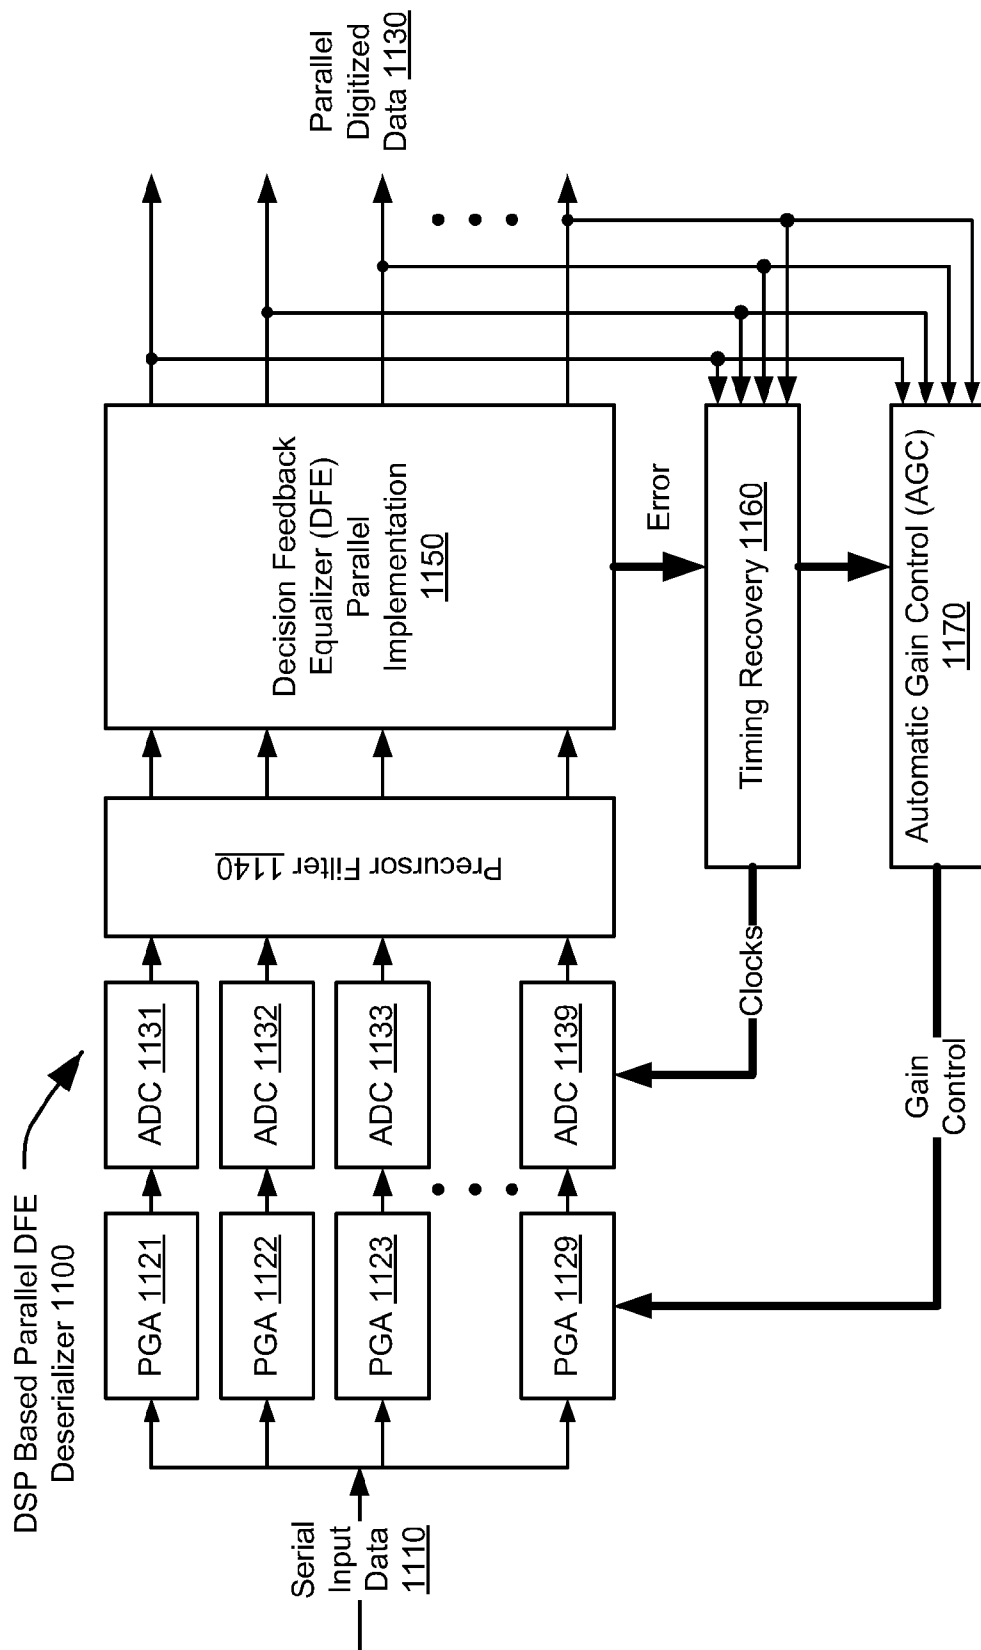 DSP Based Parallel DFE
Deserializer 1100
Serial
Input
Data
1110
PGA 1121
PGA 1122
PGA 1123
PGA 1129
ADC 1131
ADC 1132
ADC 1133
ADC 1139
Precursor Filter 1140
Decision Feedback
Equalizer (DFE)
Parallel
Implementation
1150
Parallel
Digitized
Data 1130
Error
Timing Recovery 1160
Clocks
Automatic Gain Control (AGC)
1170
Gain
Control